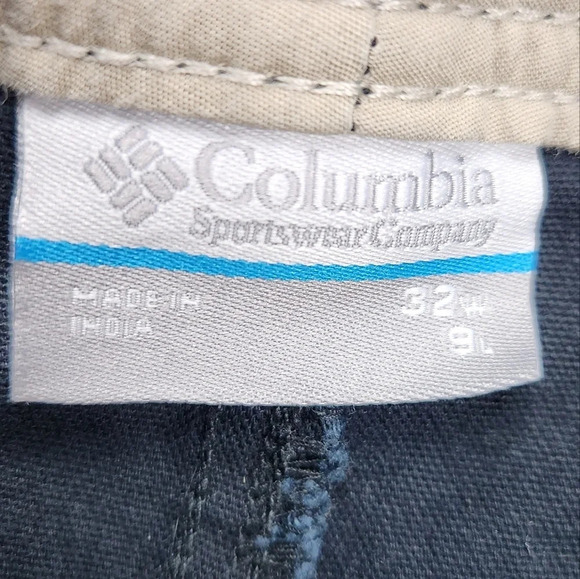 Columbia
Sportswear Company
MADE IN
INDIA
32W
9L